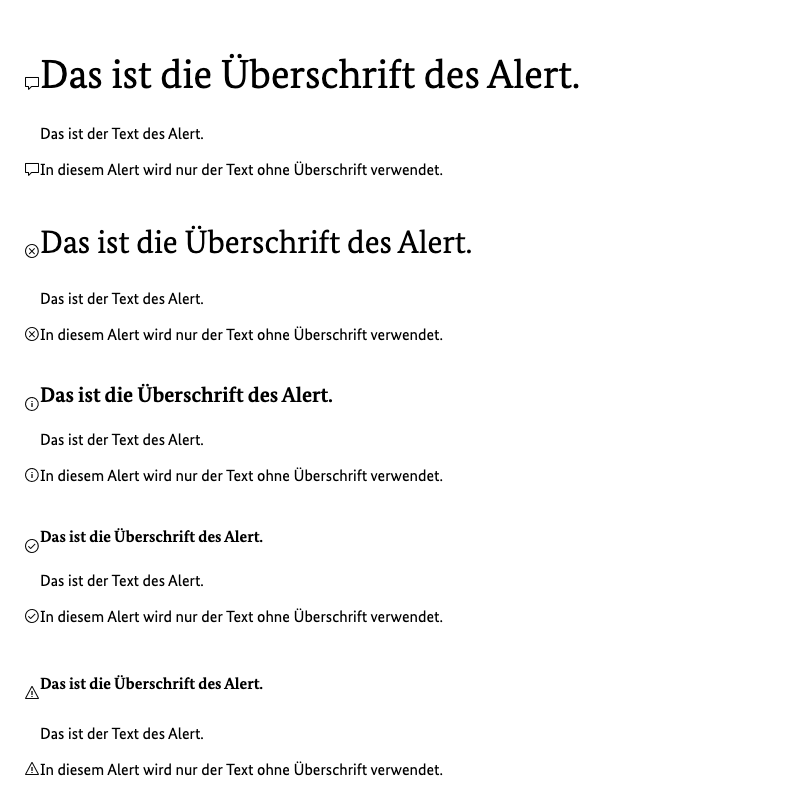 Das ist die Überschrift des Alert.
Das ist der Text des Alert.
In diesem Alert wird nur der Text ohne Überschrift verwendet.
Das ist die Überschrift des Alert.
Das ist der Text des Alert.
In diesem Alert wird nur der Text ohne Überschrift verwendet.
Das ist die Überschrift des Alert.
Das ist der Text des Alert.
In diesem Alert wird nur der Text ohne Überschrift verwendet.
Das ist die Überschrift des Alert.
Das ist der Text des Alert.
In diesem Alert wird nur der Text ohne Überschrift verwendet.
Das ist die Überschrift des Alert.
Das ist der Text des Alert.
In diesem Alert wird nur der Text ohne Überschrift verwendet.